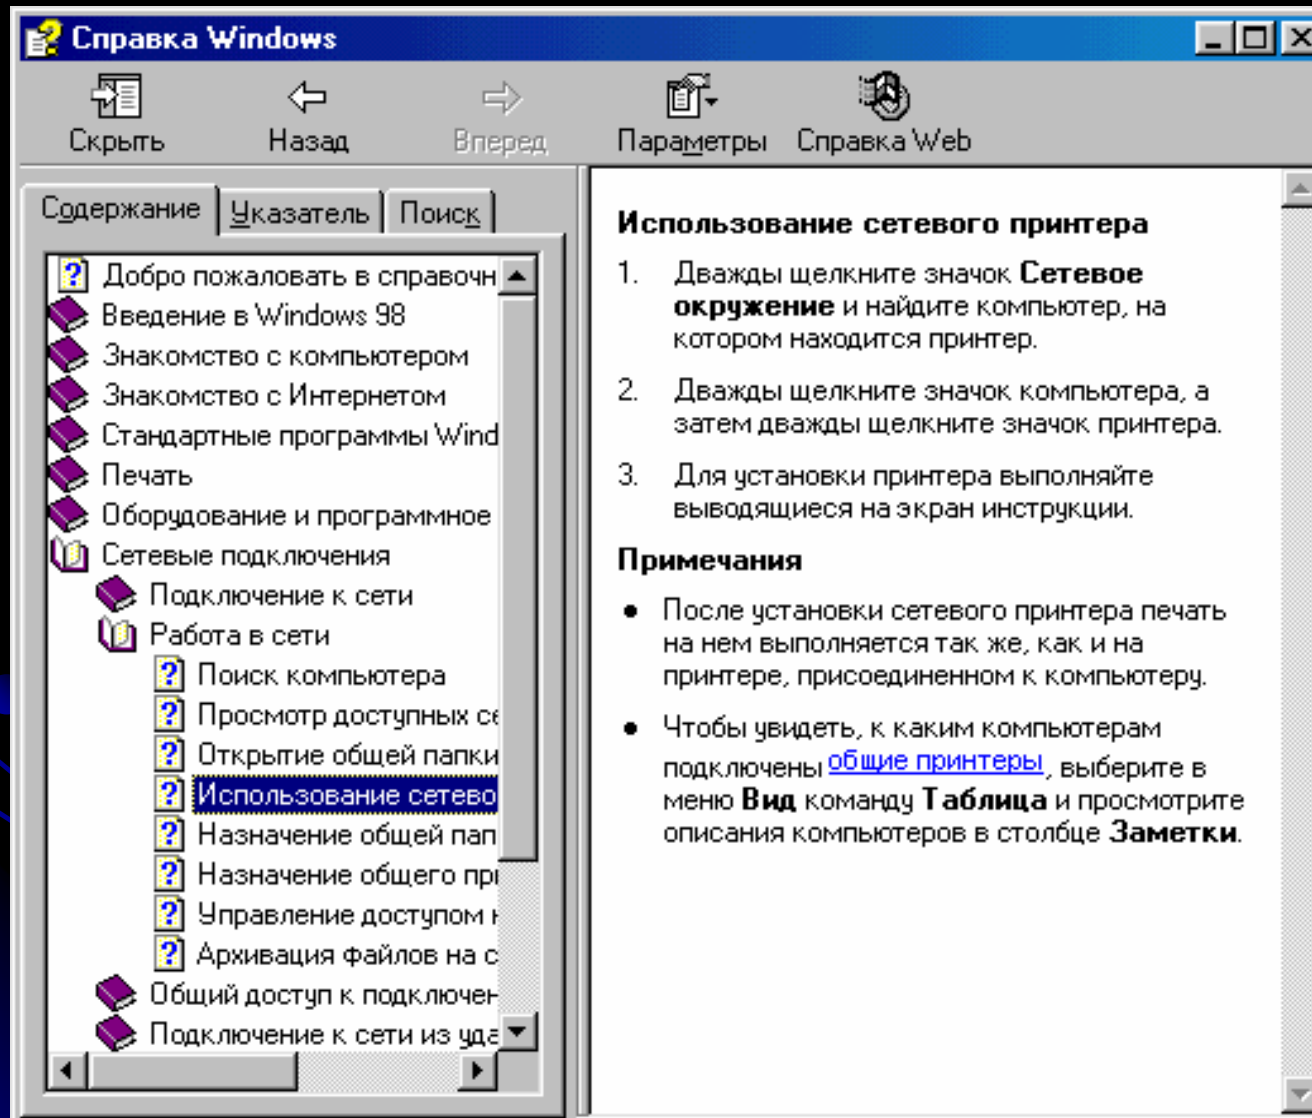 Справка Windows
Скрыть Назад Вперед Параметры Справка Web
Содержание Указатель Поиск
Добро пожаловать в справочн
Введение в Windows 98
Знакомство с компьютером
Знакомство с Интернетом
Стандартные программы Wind
Печать
Оборудование и программное
Сетевые подключения
Подключение к сети
Работа в сети
Поиск компьютера
Просмотр доступных се
Открытие общей папки
Использование сетево
Назначение общей пап
Назначение общего при
Управление доступом к
Архивация файлов на с
Общий доступ к подключен
Подключение к сети из уда
Использование сетевого принтера
1. Дважды щелкните значок Сетевое
окружение и найдите компьютер, на
котором находится принтер.
2. Дважды щелкните значок компьютера, а
затем дважды щелкните значок принтера.
3. Для установки принтера выполняйте
выводящиеся на экран инструкции.
Примечания
• После установки сетевого принтера печать
на нем выполняется так же, как и на
принтере, присоединенном к компьютеру.
• Чтобы увидеть, к каким компьютерам
подключены общие принтеры, выберите в
меню Вид команду Таблица и просмотрите
описания компьютеров в столбце Заметки.